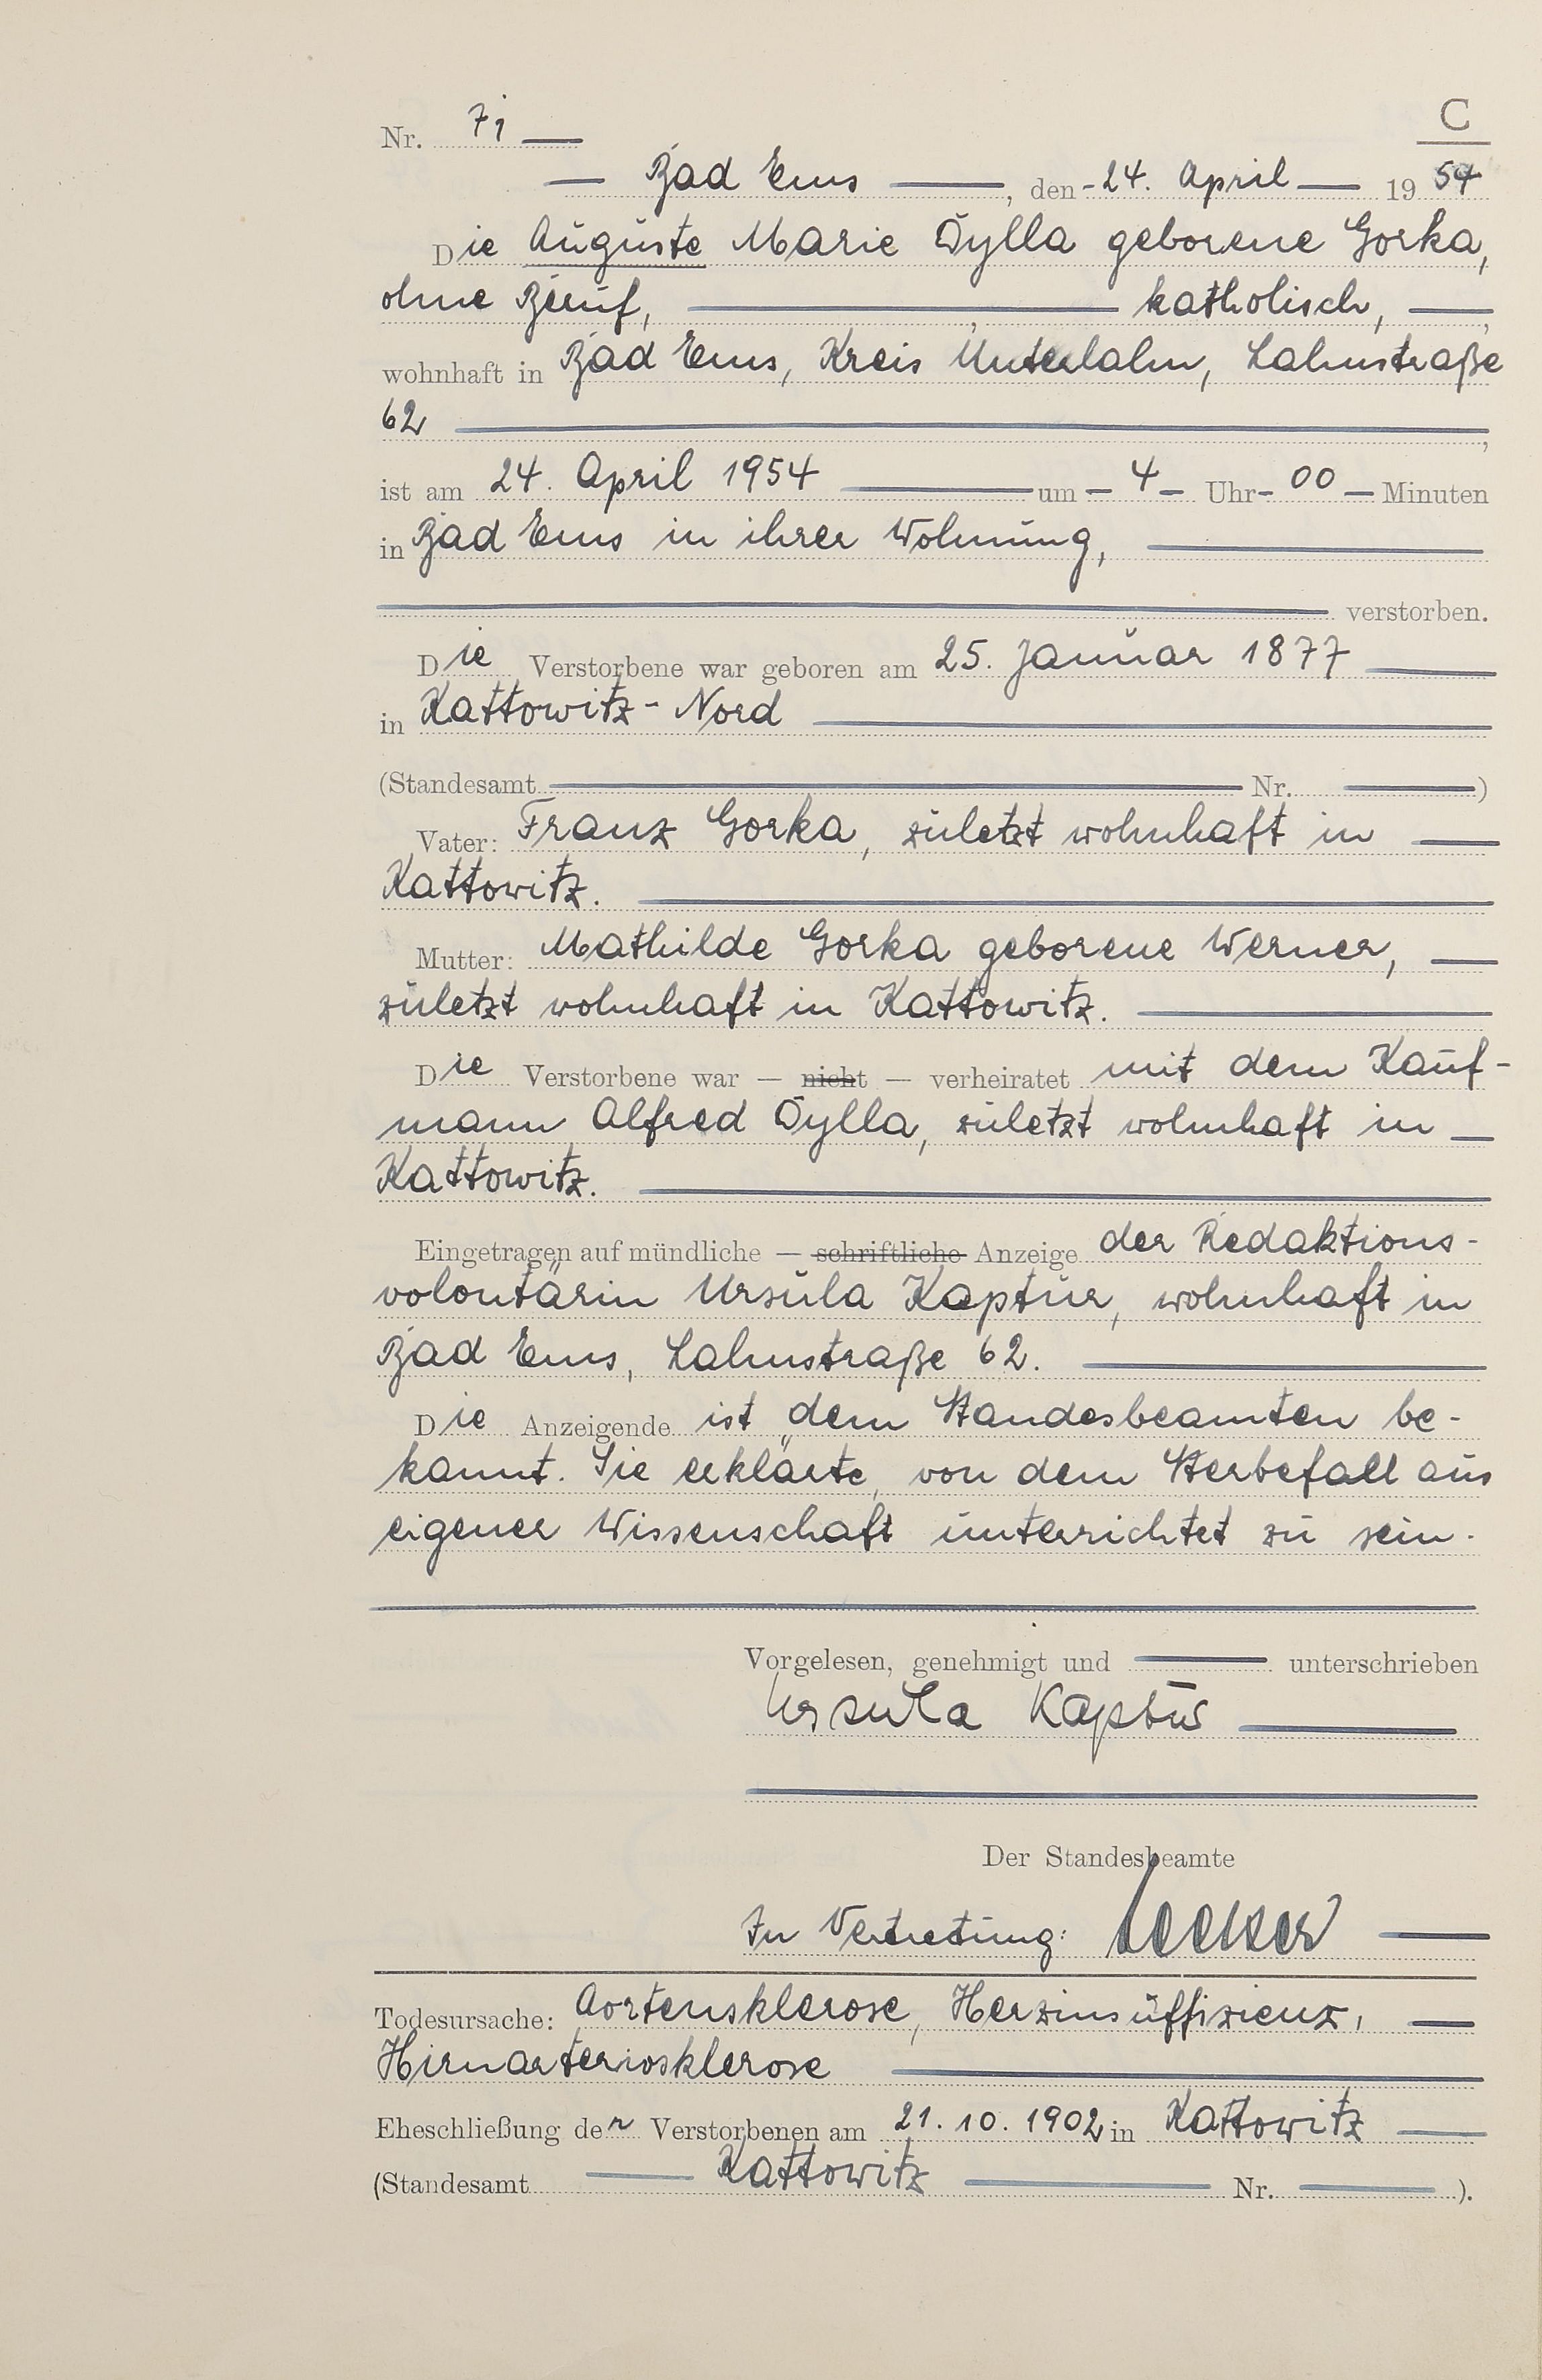 C
Nr. 71
Bad Ems, den 24. April 1954
Die Auguste Marie Dylla geborene Gorka,
ohne Beruf, katholisch,
wohnhaft in Bad Ems, Kreis Unterlahn, Lahnstraße
62
ist am 24. April 1954 um 4 Uhr 00 Minuten
in Bad Ems in ihrer Wohnung,
verstorben.
Die Verstorbene war geboren am 25. Januar 1877
in Kattowitz-Nord
(Standesamt Nr. )
Vater: Franz Gorka, zuletzt wohnhaft in
Kattowitz.
Mutter: Mathilde Gorka geborene Werner,
zuletzt wohnhaft in Kattowitz.
Die Verstorbene war — nicht — verheiratet mit dem Kauf-
mann Alfred Dylla, zuletzt wohnhaft in
Kattowitz.
Eingetragen auf mündliche — schriftliche Anzeige der Redaktions-
volontärin Ursula Kaptur, wohnhaft in
Bad Ems, Lahnstraße 62.
Die Anzeigende ist dem Standesbeamten be-
kannt. Sie erklärte, von dem Sterbefall aus
eigener Wissenschaft unterrichtet zu sein.
Vorgelesen, genehmigt und unterschrieben
Ursula Kaptur
Der Standesbeamte
In Vertretung:
Todesursache: Aortensklerose, Herzinsuffizienz,
Hirnarteriosklerose
Eheschließung der Verstorbenen am 21.10.1902 in Kattowitz
(Standesamt Kattowitz Nr. ).